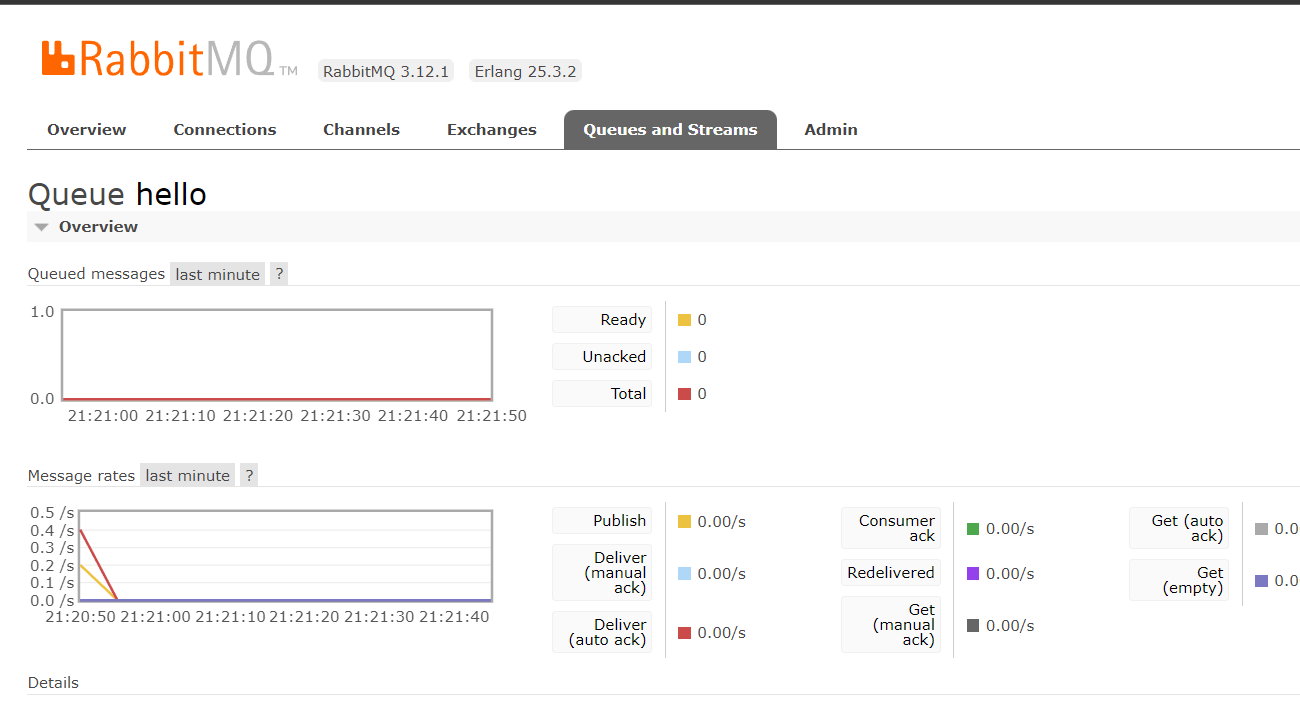 RabbitMQ TM RabbitMQ 3.12.1 Erlang 25.3.2
Overview Connections Channels Exchanges Queues and Streams Admin
Queue hello
Overview
Queued messages last minute ?
1.0
0.0
21:21:00 21:21:10 21:21:20 21:21:30 21:21:40 21:21:50
Ready 0
Unacked 0
Total 0
Message rates last minute ?
0.5 /s
0.4 /s
0.3 /s
0.2 /s
0.1 /s
0.0 /s
21:20:50 21:21:00 21:21:10 21:21:20 21:21:30 21:21:40
Publish 0.00/s
Deliver
(manual 0.00/s
ack)
Deliver
(auto ack) 0.00/s
Consumer
ack 0.00/s
Redelivered 0.00/s
Get
(manual 0.00/s
ack)
Get (auto
ack) 0.0
Get
(empty) 0.0
Details